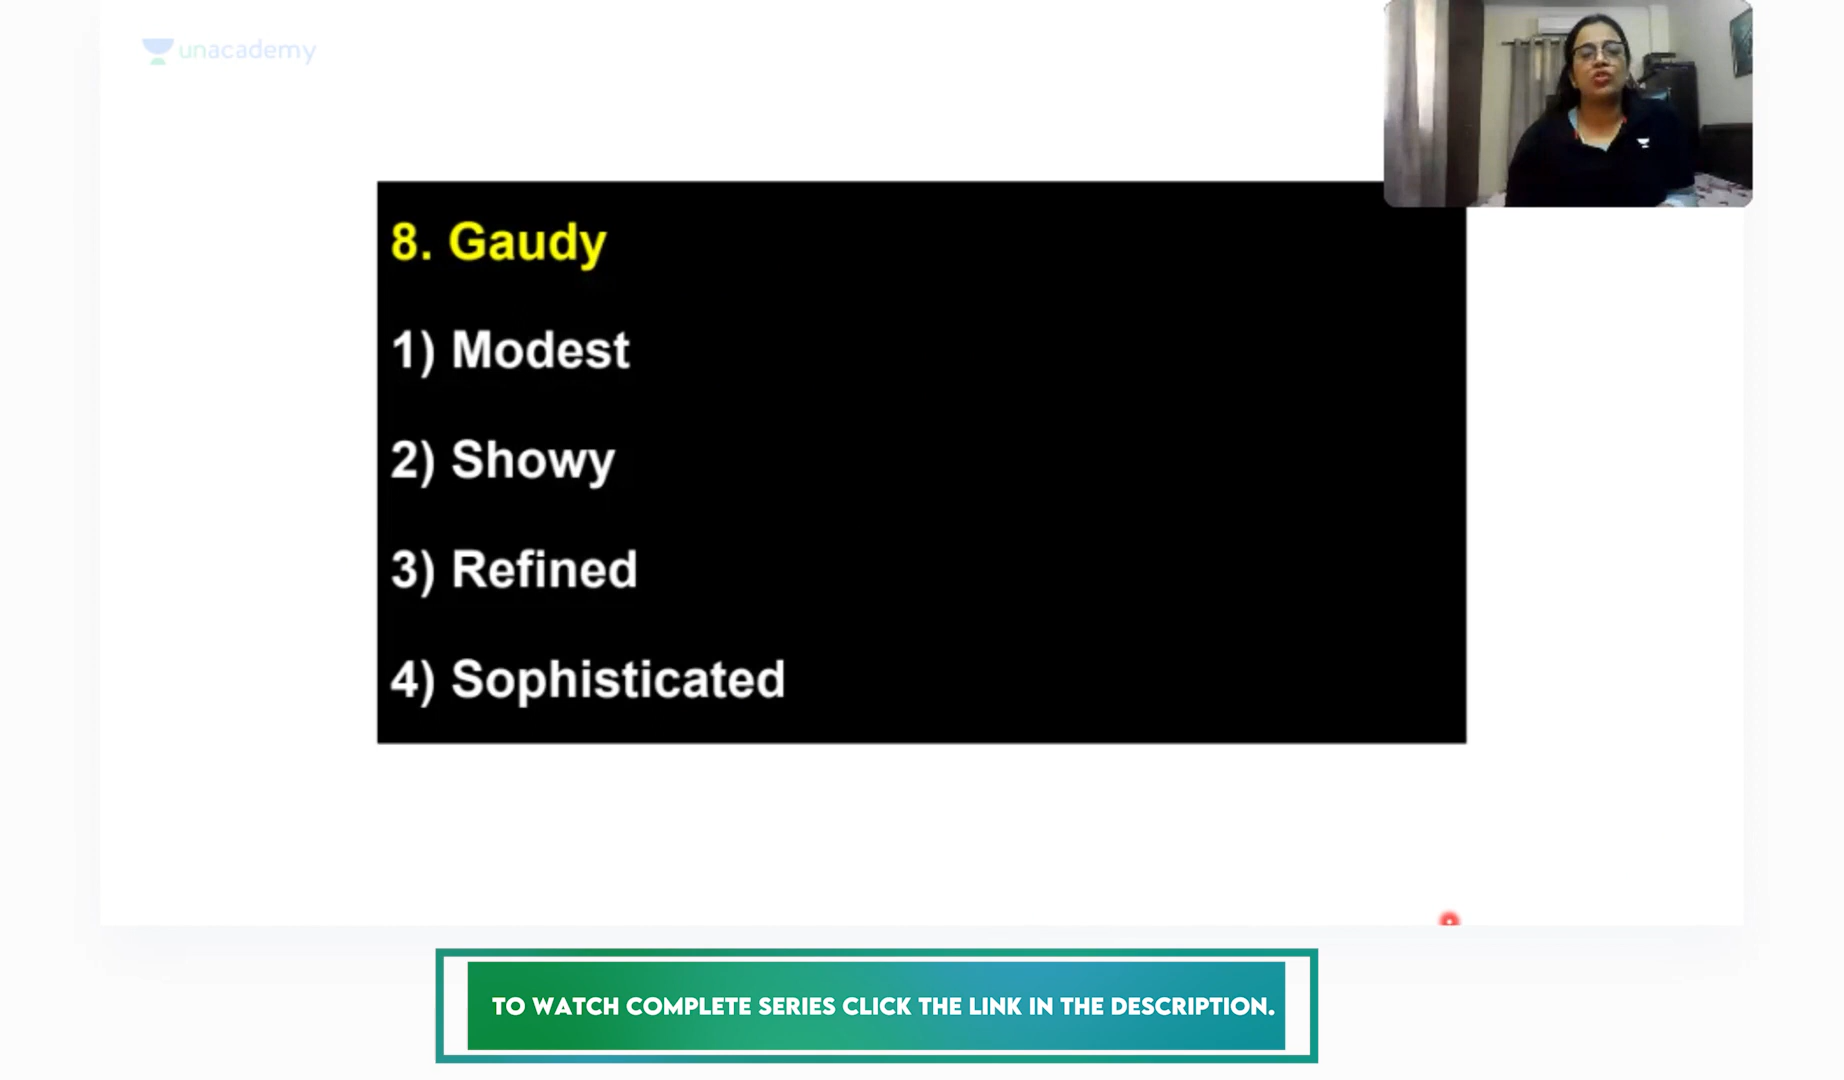 unacademy
8. Gaudy
1) Modest
2) Showy
3) Refined
4) Sophisticated
TO WATCH COMPLETE SERIES CLICK THE LINK IN THE DESCRIPTION.